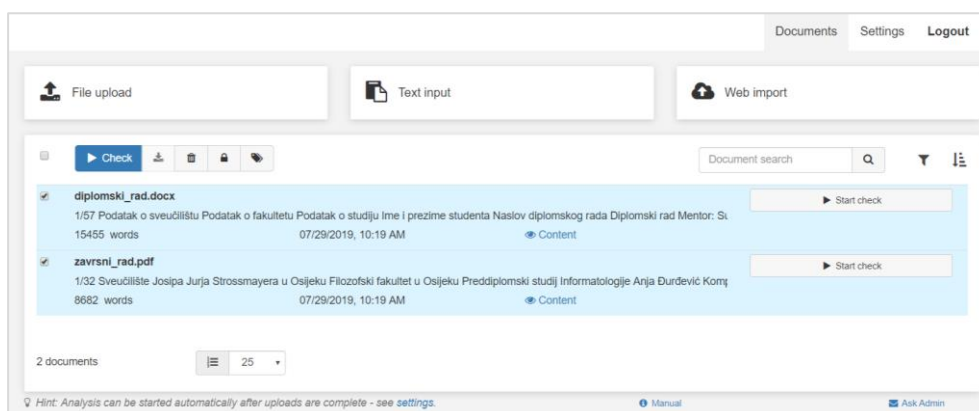 Documents Settings Logout
File upload Text input Web import
Check Document search
diplomski_rad.docx Start check
1/57 Podatak o sveučilištu Podatak o fakultetu Podatak o studiju Ime i prezime studenta Naslov diplomskog rada Diplomski rad Mentor:
15455 words 07/29/2019, 10:19 AM Content
zavrsni_rad.pdf Start check
1/32 Sveučilište Josipa Jurja Strossmayera u Osijeku Filozofski fakultet u Osijeku Preddiplomski studij Informatologije Anja Đurđević
8682 words 07/29/2019, 10:19 AM Content
2 documents 25
Hint: Analysis can be started automatically after uploads are complete - see settings. Manual Ask Admin